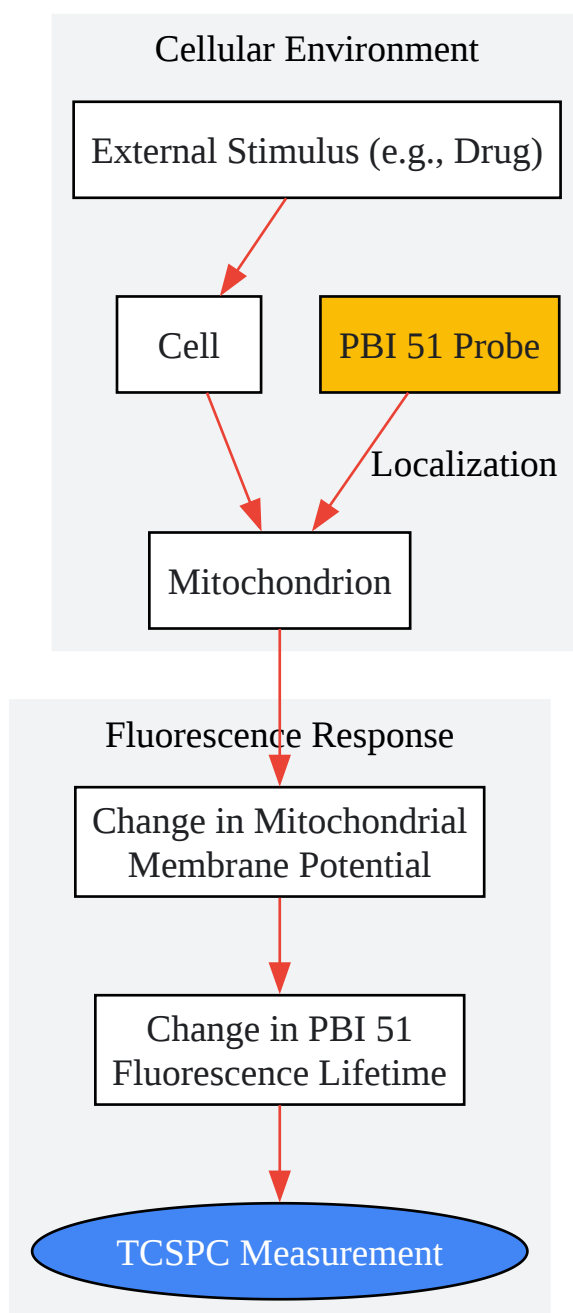 Cellular Environment
External Stimulus (e.g., Drug)
Cell
PBI 51 Probe
Localization
Mitochondrion
Fluorescence Response
Change in Mitochondrial
Membrane Potential
Change in PBI 51
Fluorescence Lifetime
TCSPC Measurement